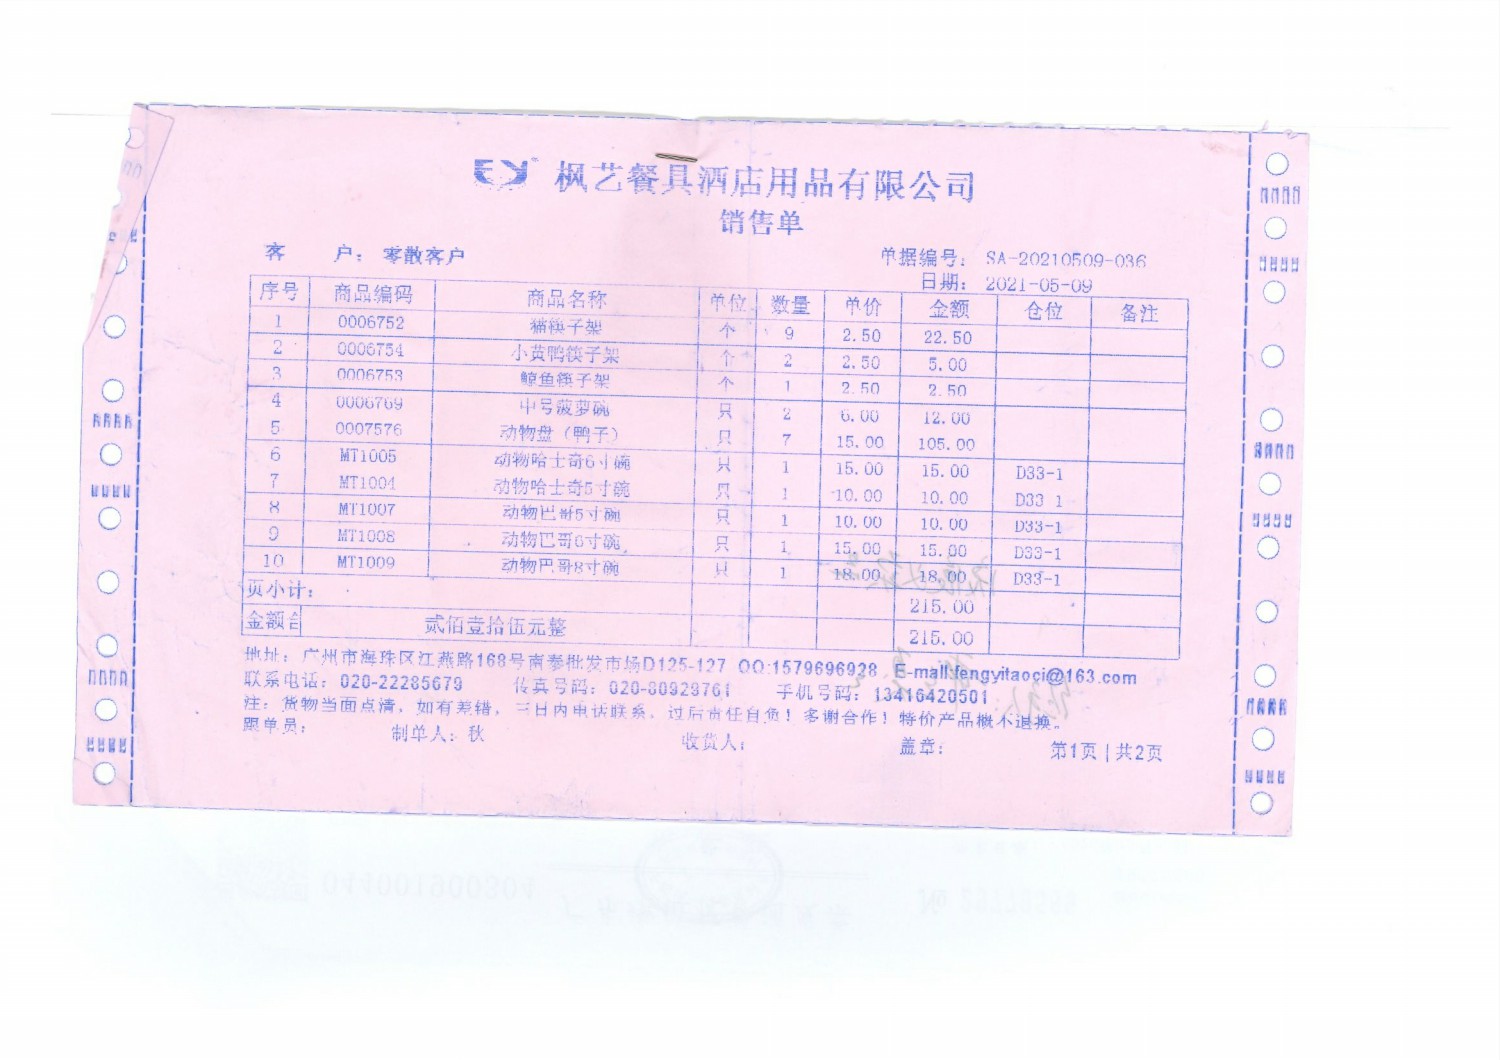 EY 枫艺餐具酒店用品有限公司
销售单
客 户: 零散客户 单据编号: SA-20210509-036
日期: 2021-05-09
序号 商品编码 商品名称 单位 数量 单价 金额 仓位 备注
1 0006752 猫筷子架 个 9 2.50 22.50
2 0006754 小黄鸭筷子架 个 2 2.50 5.00
3 0006753 鲸鱼筷子架 个 1 2.50 2.50
4 0006769 中号菠萝碗 只 2 6.00 12.00
5 0007576 动物盘（鸭子） 只 7 15.00 105.00
6 MT1005 动物哈士奇6寸碗 只 1 15.00 15.00 D33-1
7 MT1004 动物哈士奇5寸碗 只 1 10.00 10.00 D33-1
8 MT1007 动物巴哥5寸碗 只 1 10.00 10.00 D33-1
9 MT1008 动物巴哥6寸碗 只 1 15.00 15.00 D33-1
10 MT1009 动物巴哥8寸碗 只 1 18.00 18.00 D33-1
页小计: 215.00
金额合 贰佰壹拾伍元整 215.00
地址: 广州市海珠区江燕路168号南泰批发市场D125-127 QQ:1579696928 E-mail:fengyitaoci@163.com
联系电话: 020-22285679 传真号码: 020-80929761 手机号码: 13416420501
注: 货物当面点清, 如有差错, 三日内电话联系, 过后责任自负! 多谢合作! 特价产品概不退换。
跟单员: 制单人: 秋 收货人: 盖章: 第1页|共2页